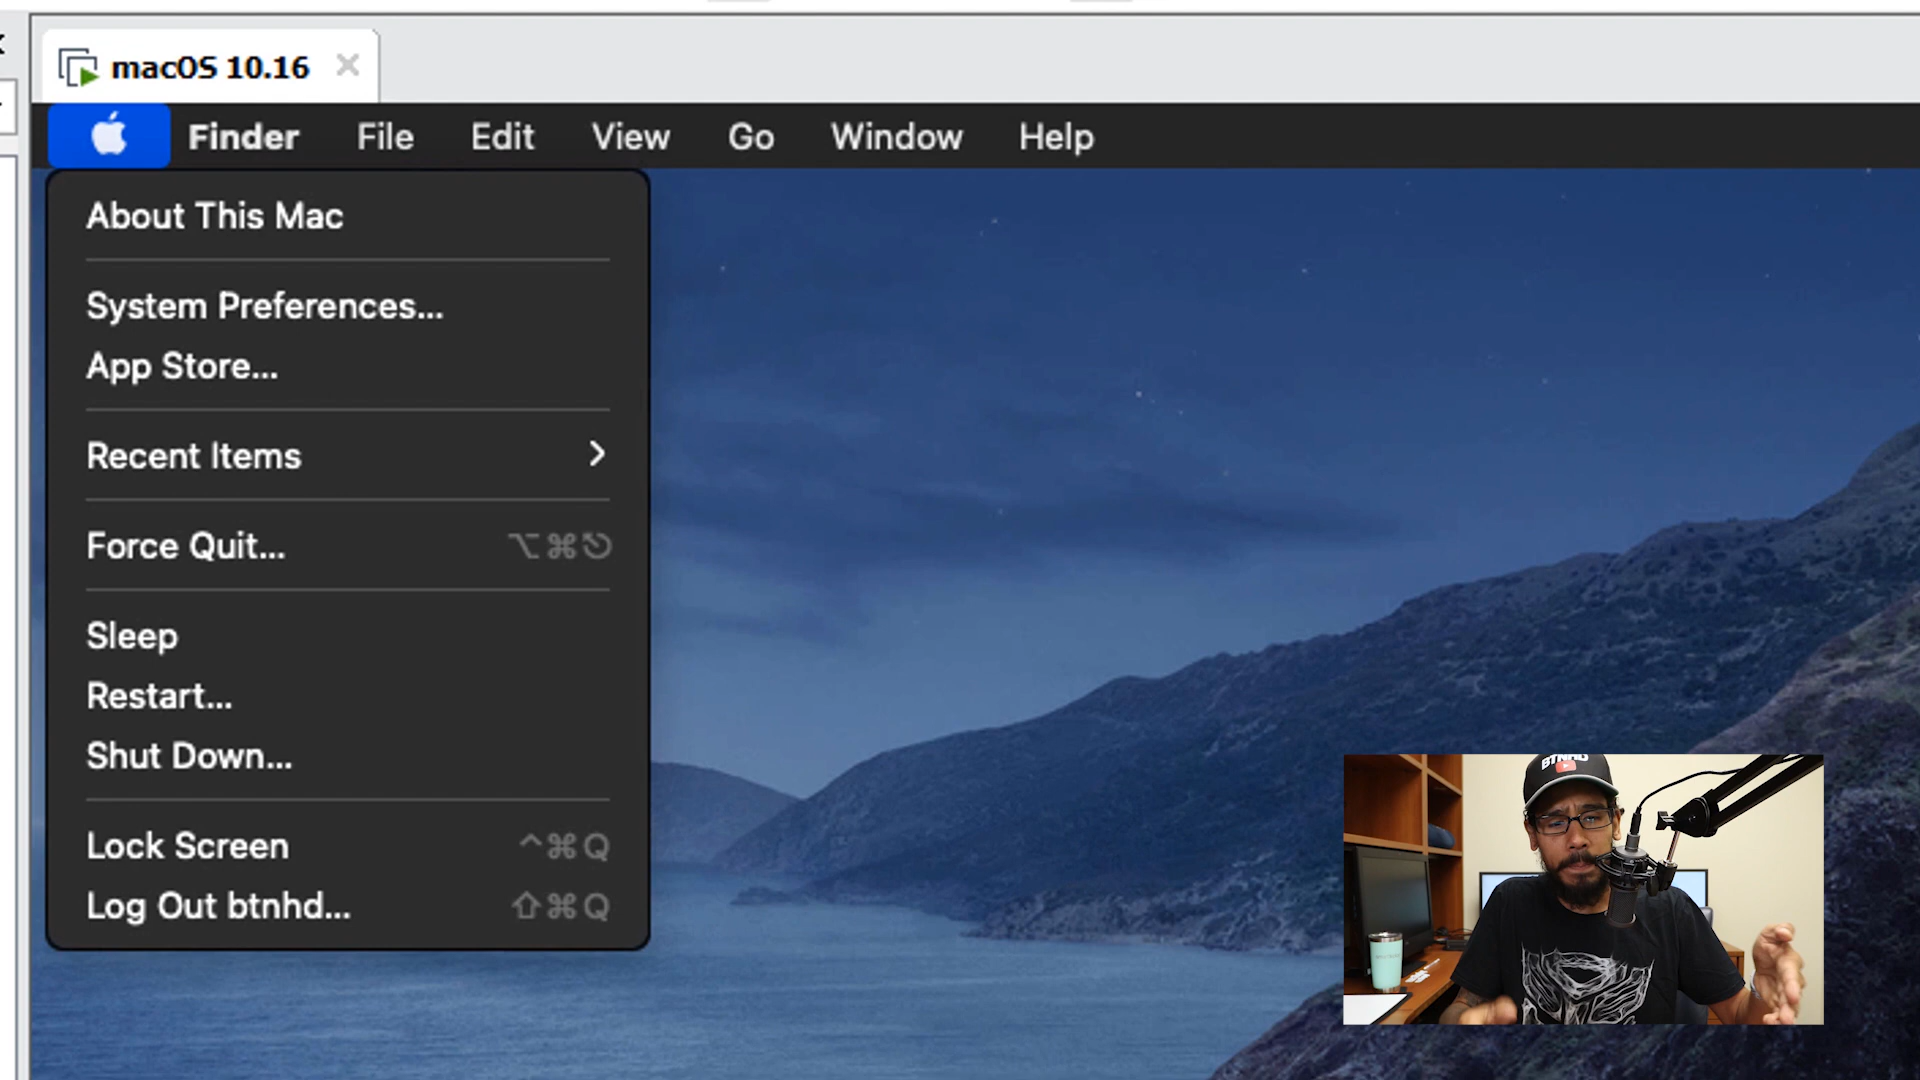 macOS 10.16
Finder File Edit View Go Window Help
About This Mac
System Preferences...
App Store...
Recent Items
Force Quit... ⌥⌘⎋
Sleep
Restart...
Shut Down...
Lock Screen ^⌘Q
Log Out btnhd... ⇧⌘Q
BTNHD